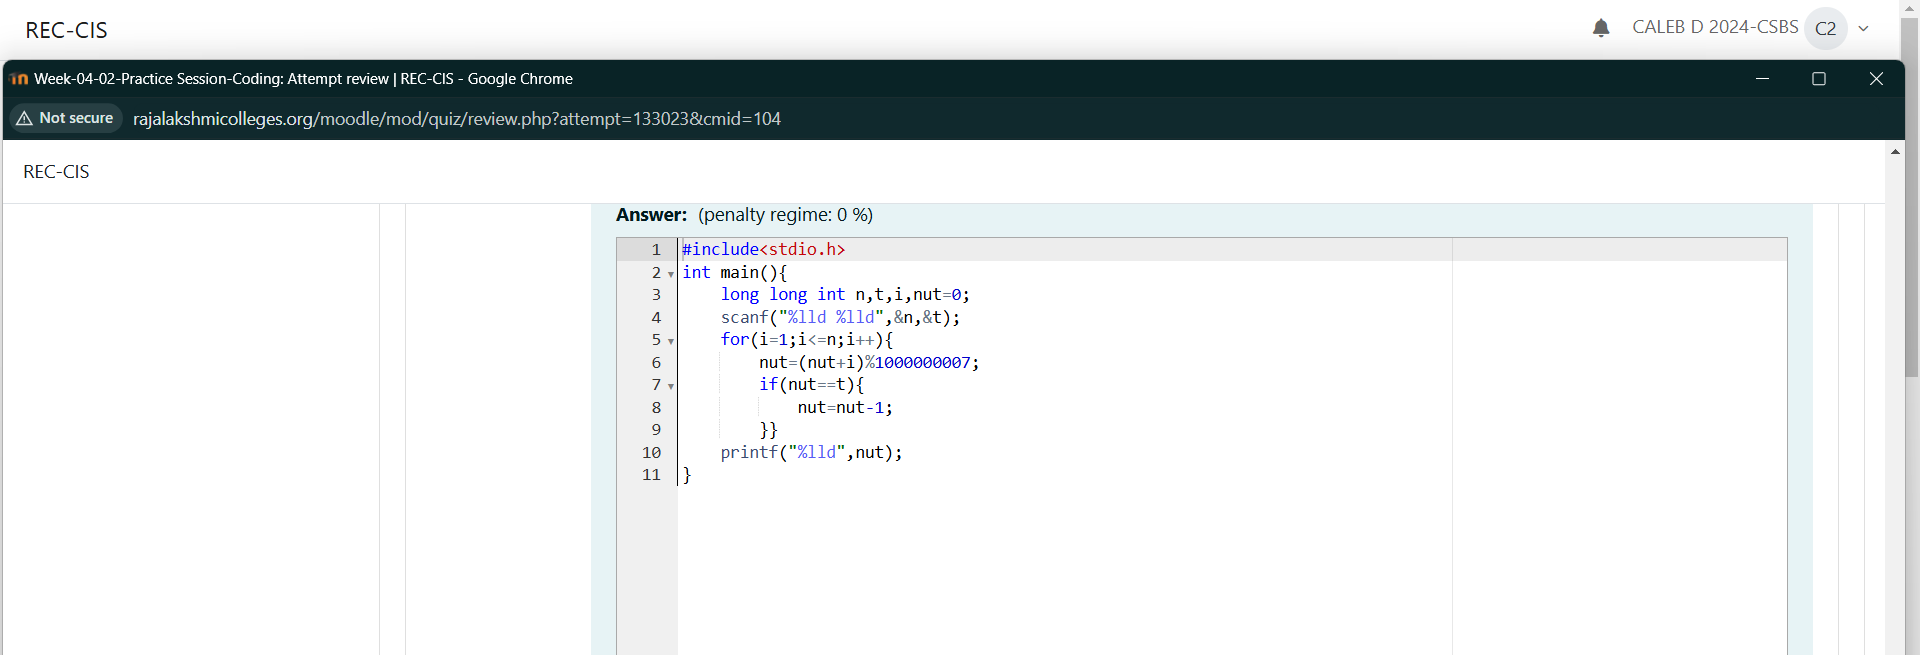 REC-CIS
CALEB D 2024-CSBS C2
Week-04-02-Practice Session-Coding: Attempt review | REC-CIS - Google Chrome
Not secure rajalakshmicolleges.org/moodle/mod/quiz/review.php?attempt=133023&cmid=104
REC-CIS
Answer: (penalty regime: 0 %)
1 #include<stdio.h>
2 int main(){
3     long long int n,t,i,nut=0;
4     scanf("%lld %lld",&n,&t);
5     for(i=1;i<=n;i++){
6         nut=(nut+i)%1000000007;
7         if(nut==t){
8             nut=nut-1;
9         }}
10     printf("%lld",nut);
11 }